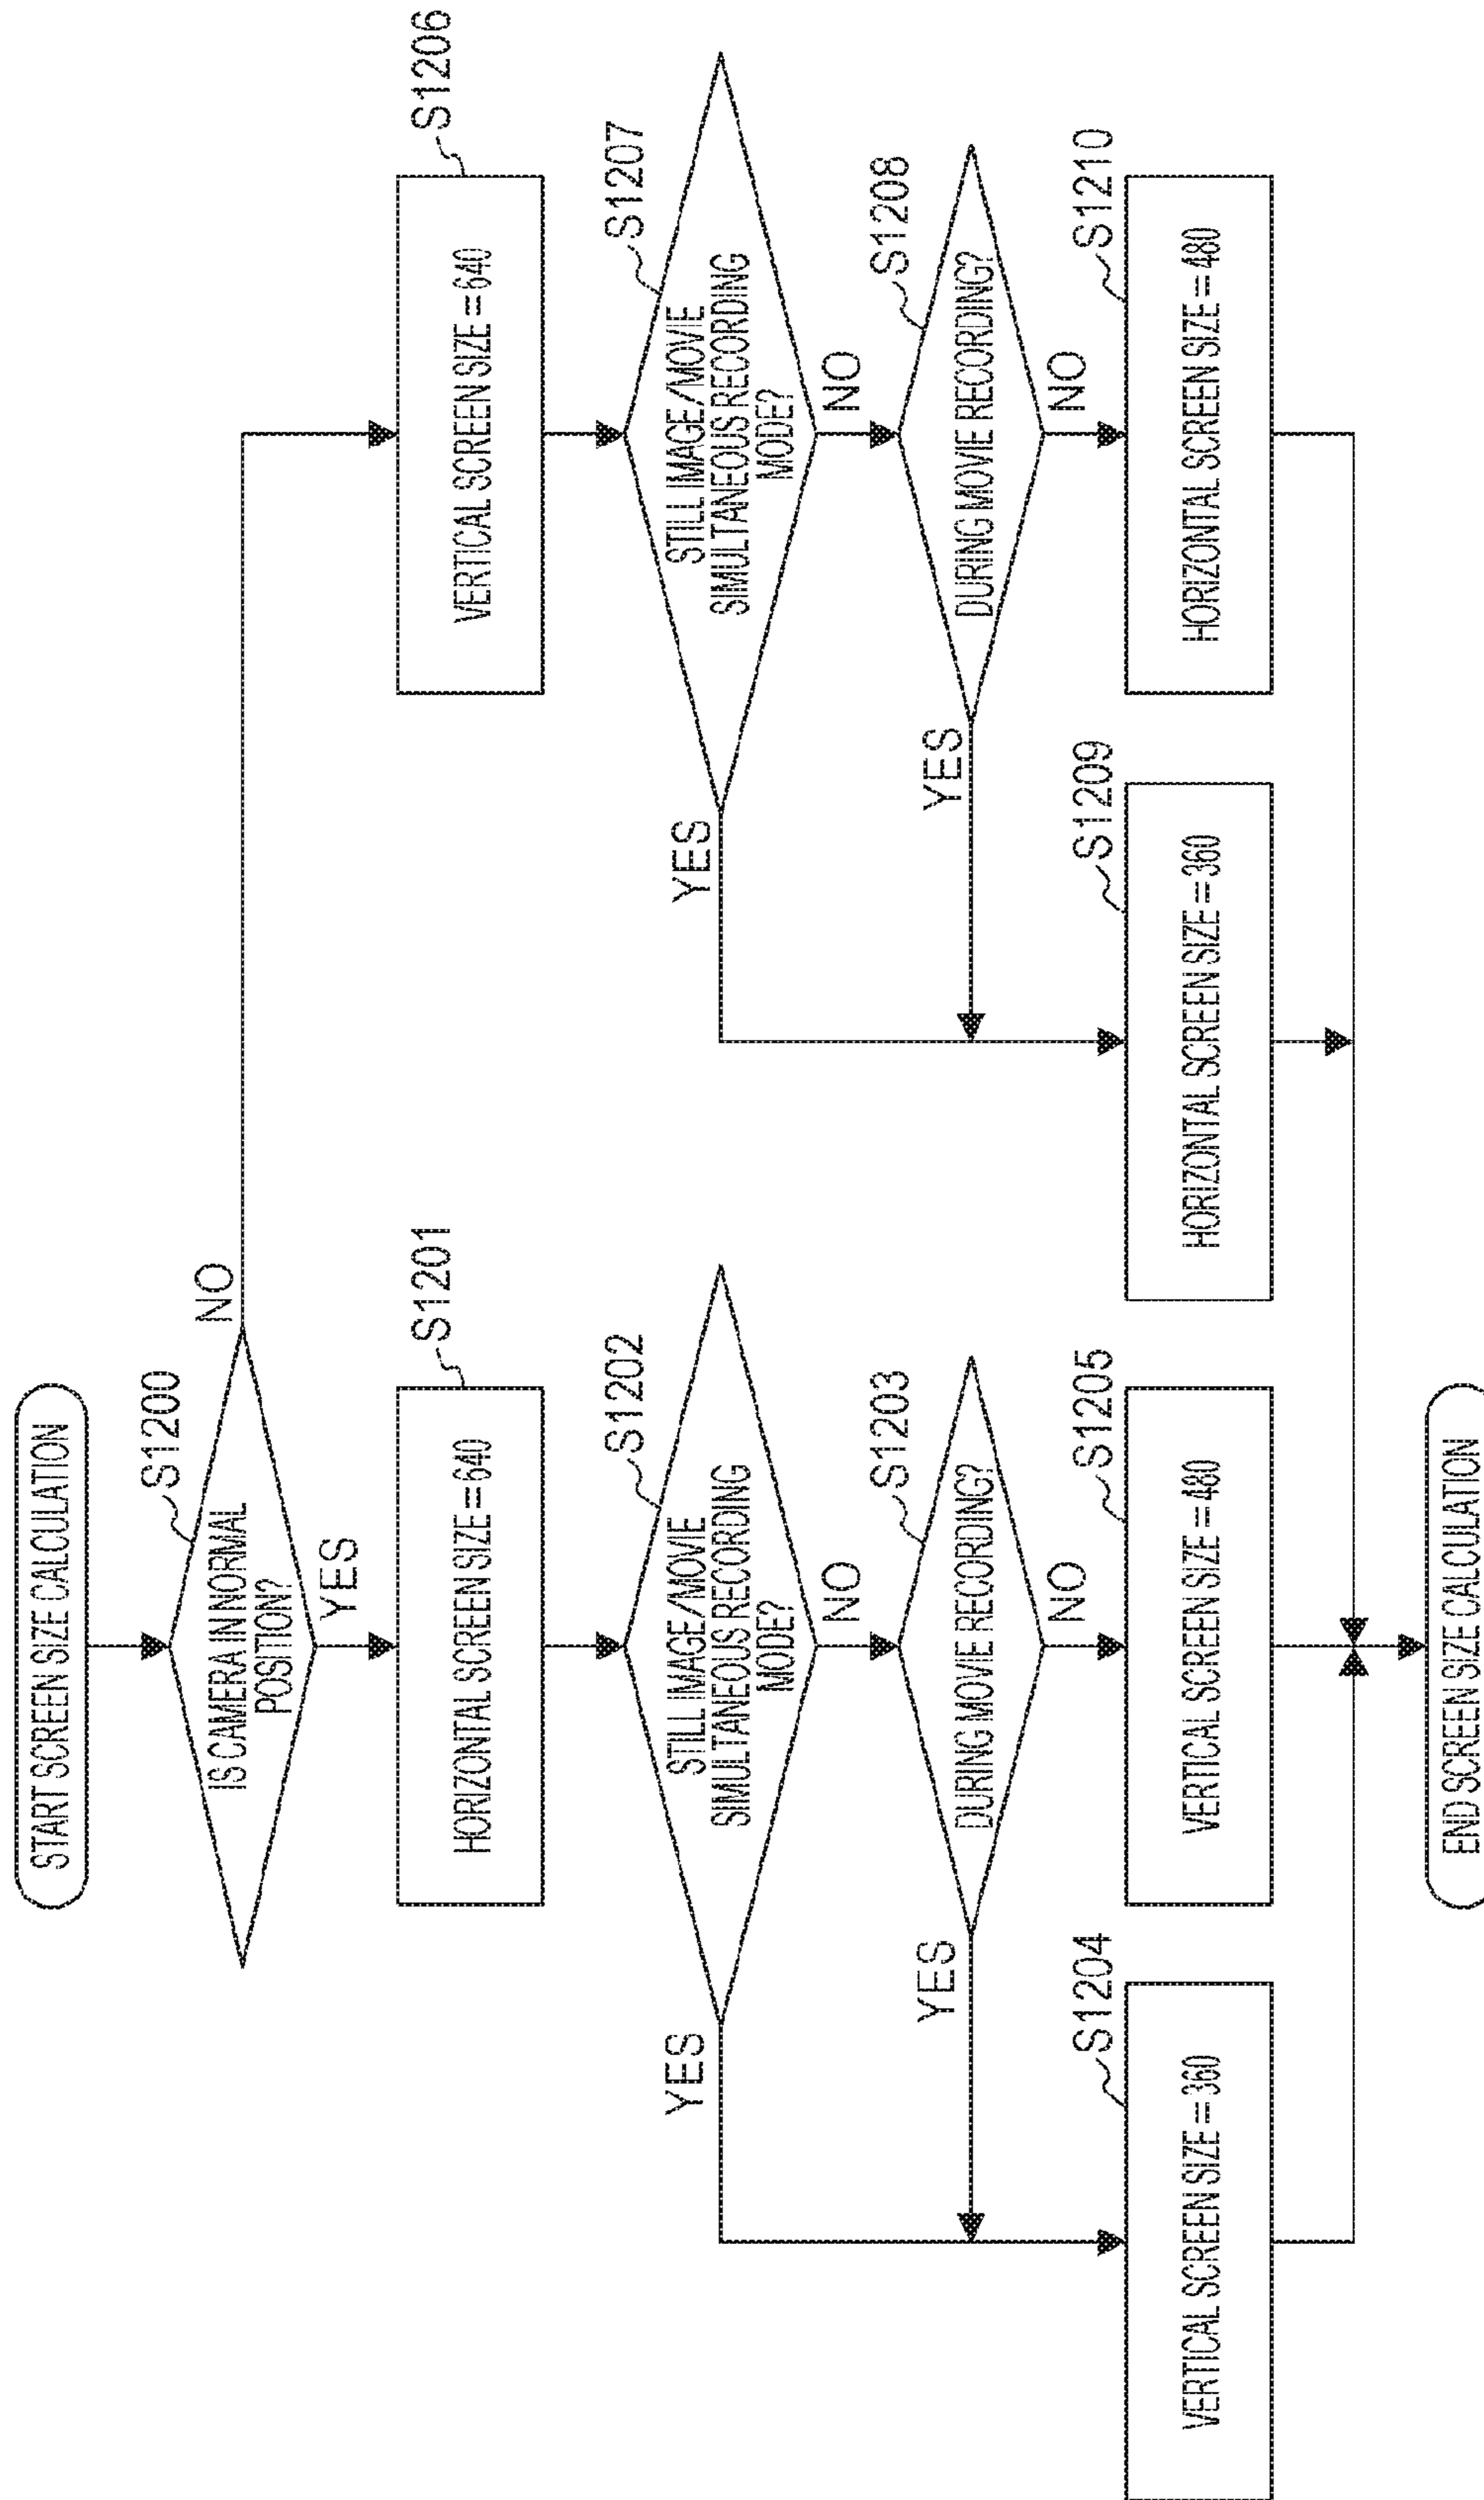 START SCREEN SIZE CALCULATION
S1200
IS CAMERA IN NORMAL
POSITION?
NO
YES
S1201
HORIZONTAL SCREEN SIZE = 640
S1206
VERTICAL SCREEN SIZE = 640
S1202
STILL IMAGE/MOVIE
SIMULTANEOUS RECORDING
MODE?
YES
NO
S1207
STILL IMAGE/MOVIE
SIMULTANEOUS RECORDING
MODE?
YES
NO
S1203
DURING MOVIE RECORDING?
YES
NO
S1208
DURING MOVIE RECORDING?
YES
NO
S1204
VERTICAL SCREEN SIZE = 360
S1205
VERTICAL SCREEN SIZE = 480
S1209
HORIZONTAL SCREEN SIZE = 360
S1210
HORIZONTAL SCREEN SIZE = 480
END SCREEN SIZE CALCULATION